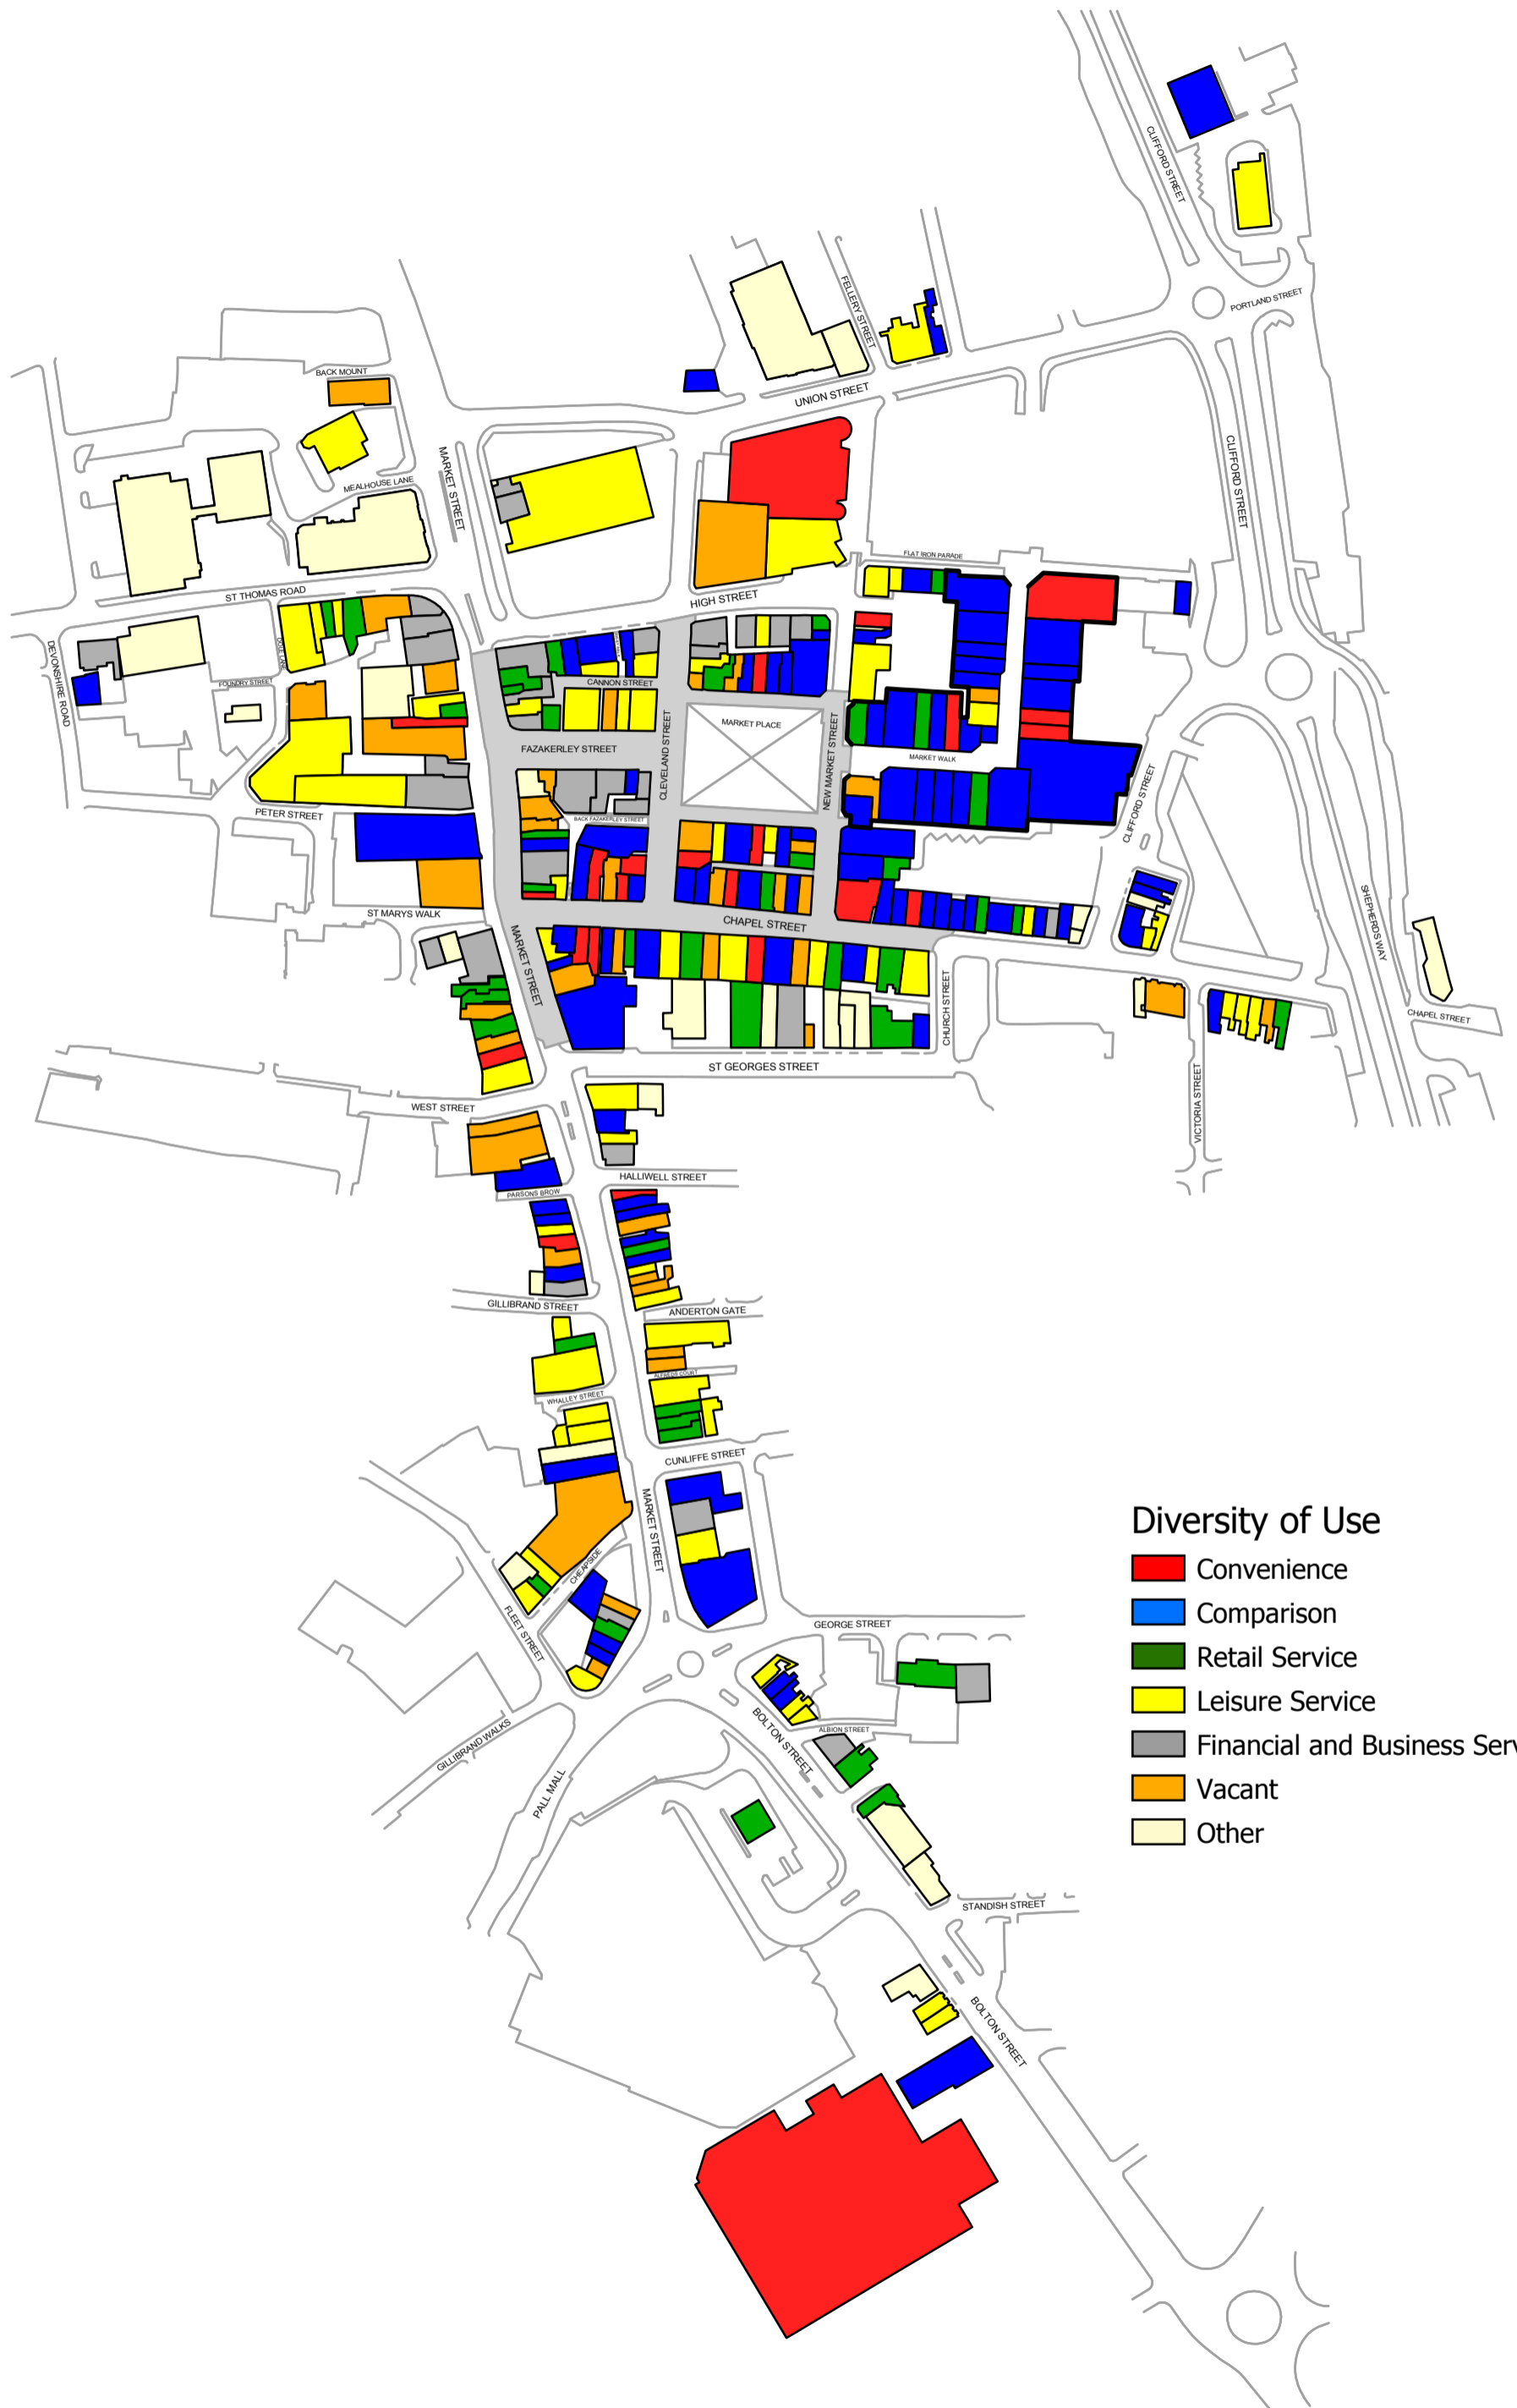 CLIFFORD STREET
PORTLAND STREET
FELLERY STREET
UNION STREET
BACK MOUNT
MARKET STREET
MEALHOUSE LANE
CLIFFORD STREET
FLAT IRON PARADE
ST THOMAS ROAD
HIGH STREET
DEVONSHIRE ROAD
FOUNDRY STREET
CANNON STREET
CLEVELAND STREET
MARKET PLACE
NEW MARKET STREET
FAZAKERLEY STREET
MARKET WALK
CLIFFORD STREET
PETER STREET
BACK FAZAKERLEY STREET
ST MARYS WALK
CHAPEL STREET
SHEPHERDS WAY
MARKET STREET
CHURCH STREET
CHAPEL STREET
ST GEORGES STREET
VICTORIA STREET
WEST STREET
HALLIWELL STREET
PARSONS BROW
GILLIBRAND STREET
ANDERTON GATE
ALFREDS COURT
WHALLEY STREET
CUNLIFFE STREET
MARKET STREET
CHEAPSIDE
FLEET STREET
GEORGE STREET
BOLTON STREET
ALBION STREET
GILLIBRAND WALKS
PALL MALL
STANDISH STREET
BOLTON STREET
Diversity of Use
Convenience
Comparison
Retail Service
Leisure Service
Financial and Business Serv
Vacant
Other